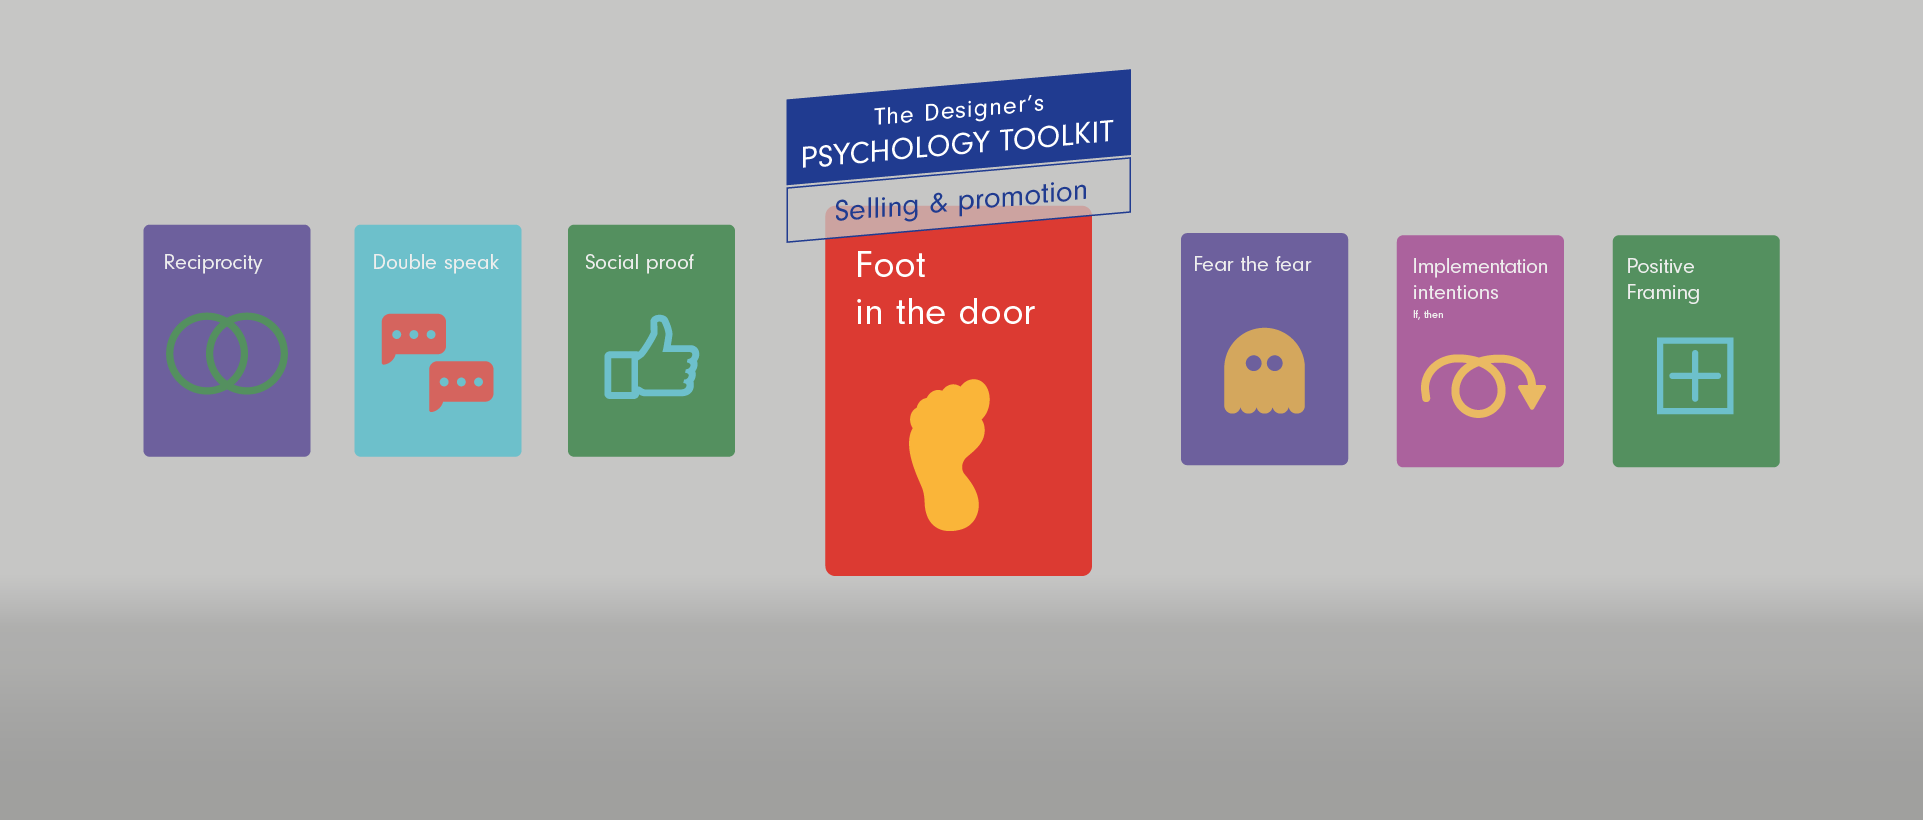 The Designer’s
PSYCHOLOGY TOOLKIT
Selling & promotion
Reciprocity
Double speak
Social proof
Foot
in the door
Fear the fear
Implementation
intentions
If, then
Positive
Framing